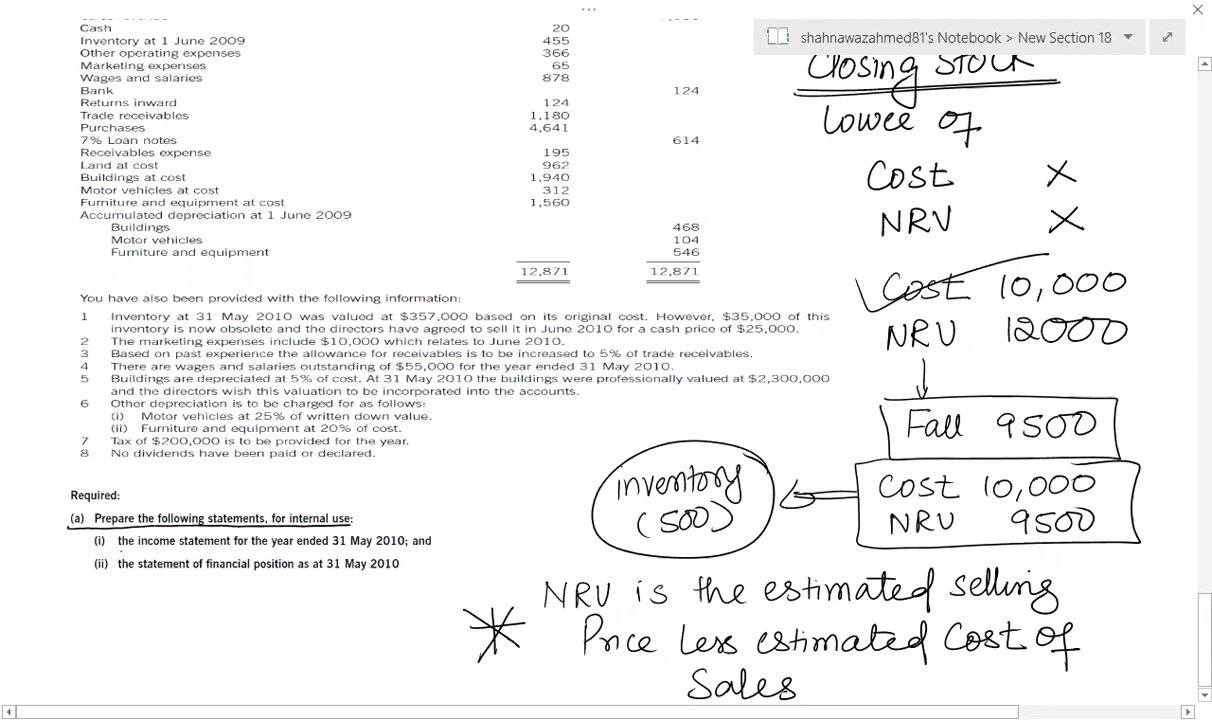 shahnawazahmed81's Notebook > New Section 18
Cash 20
Inventory at 1 June 2009 455
Other operating expenses 366
Marketing expenses 65
Wages and salaries 878
Bank 124
Returns inward 124
Trade receivables 1,180
Purchases 4,641
7% Loan notes 614
Receivables expense 195
Land at cost 962
Buildings at cost 1,940
Motor vehicles at cost 312
Furniture and equipment at cost 1,560
Accumulated depreciation at 1 June 2009
Buildings 468
Motor vehicles 104
Furniture and equipment 546
12,871 12,871
You have also been provided with the following information:
1 Inventory at 31 May 2010 was valued at $357,000 based on its original cost. However, $35,000 of this
inventory is now obsolete and the directors have agreed to sell it in June 2010 for a cash price of $25,000.
2 The marketing expenses include $10,000 which relates to June 2010.
3 Based on past experience the allowance for receivables is to be increased to 5% of trade receivables.
4 There are wages and salaries outstanding of $55,000 for the year ended 31 May 2010.
5 Buildings are depreciated at 5% of cost. At 31 May 2010 the buildings were professionally valued at $2,300,000
and the directors wish this valuation to be incorporated into the accounts.
6 Other depreciation is to be charged for as follows:
(i) Motor vehicles at 25% of written down value.
(ii) Furniture and equipment at 20% of cost.
7 Tax of $200,000 is to be provided for the year.
8 No dividends have been paid or declared.
Required:
(a) Prepare the following statements, for internal use:
(i) the income statement for the year ended 31 May 2010; and
(ii) the statement of financial position as at 31 May 2010
Closing Stock
Lowee of
Cost X
NRV X
Cost 10,000
NRV 12000
Fall 9500
Cost 10,000
NRV 9500
inventory
(500)
NRV is the estimated selling
Price Less estimated Cost of
Sales